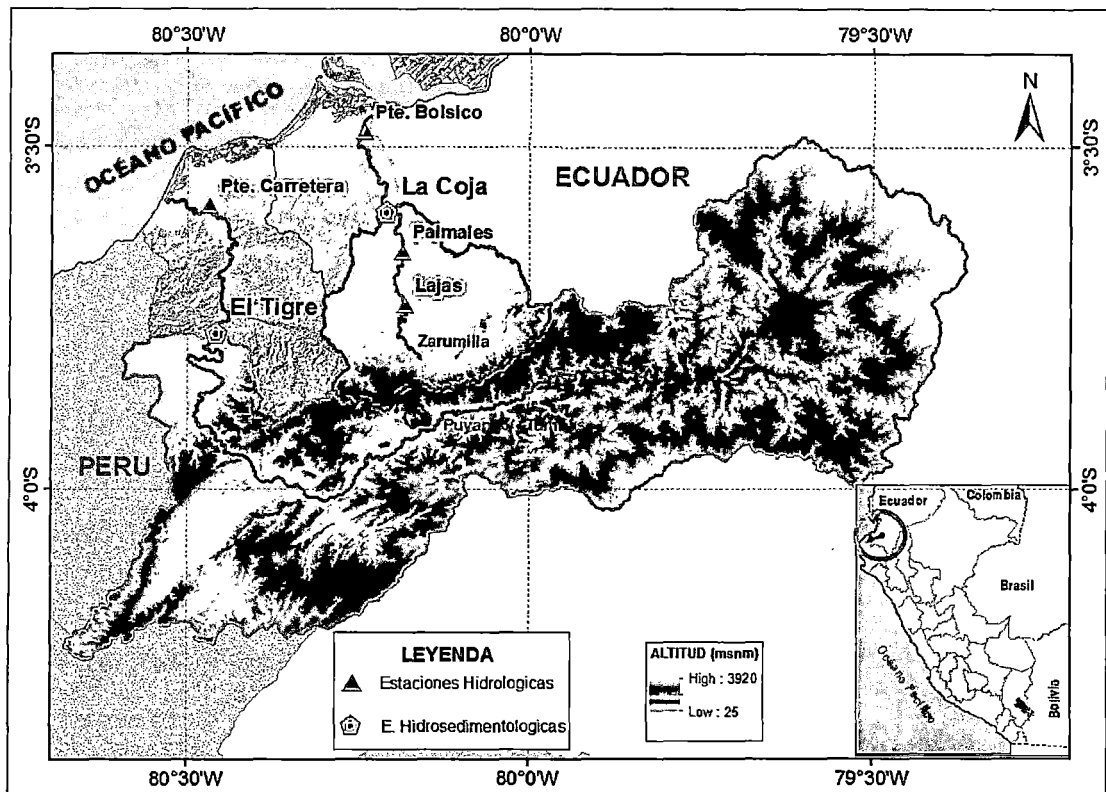 80°30'W 80°0'W 79°30'W
N
OCÉANO PACÍFICO
Pte. Bolsico
3°30'S 3°30'S
ECUADOR
Pte. Carretera
La Coja
Palmales
El Tigre
Lajas
Zarumilla
PERU
4°0'S 4°0'S
Ecuador
Colombia
Brasil
Océano Pacífico
Bolivia
LEYENDA
Estaciones Hidrologicas
E. Hidrosedimentologicas
ALTITUD (msnm)
High : 3920
Low : 25
80°30'W 80°0'W 79°30'W